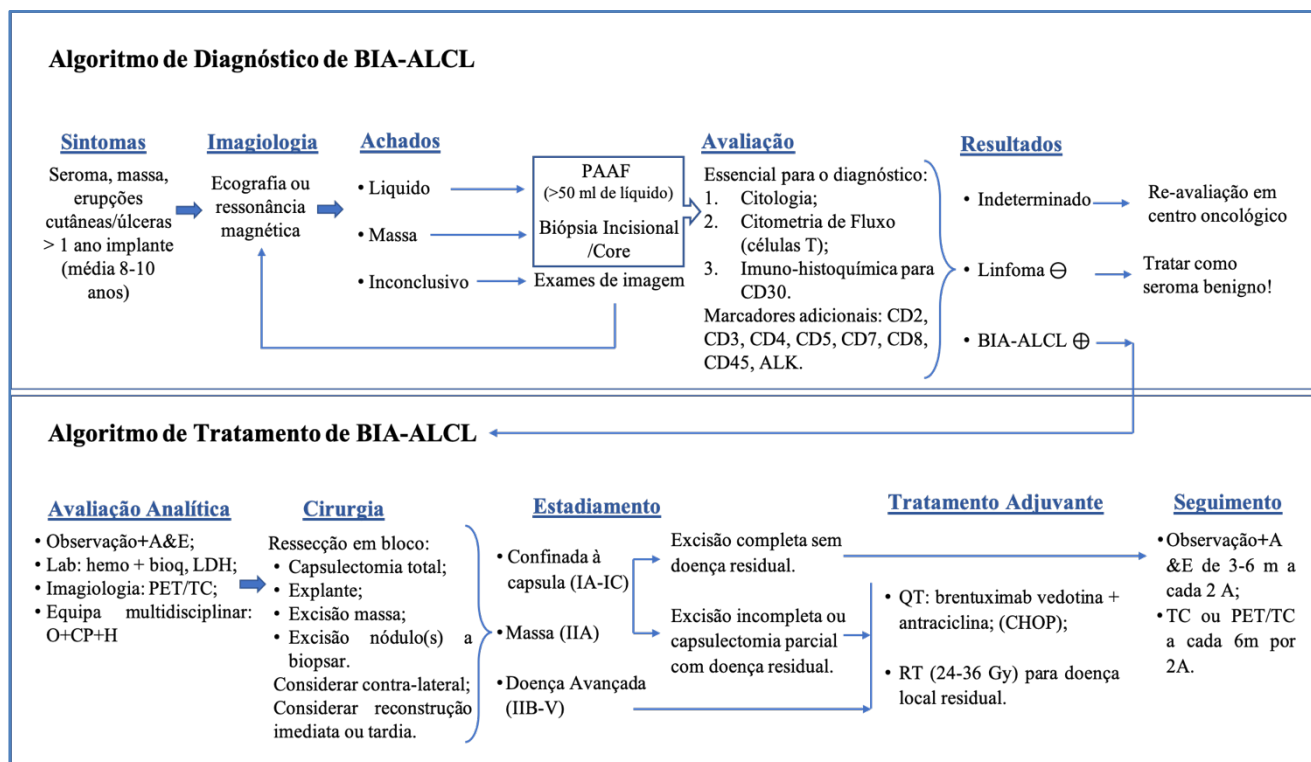 Algoritmo de Diagnóstico de BIA-ALCL
Sintomas
Seroma, massa,
erupções
cutâneas/úlceras
> 1 ano implante
(média 8-10
anos)
Imagiologia
Ecografia ou
ressonância
magnética
Achados
• Liquido
• Massa
• Inconclusivo
PAAF
(>50 ml de líquido)
Biópsia Incisional
/Core
Exames de imagem
Avaliação
Essencial para o diagnóstico:
1. Citologia;
2. Citometria de Fluxo
(células T);
3. Imuno-histoquímica para
CD30.
Marcadores adicionais: CD2,
CD3, CD4, CD5, CD7, CD8,
CD45, ALK.
Resultados
• Indeterminado
• Linfoma ⊖
• BIA-ALCL ⊕
Re-avaliação em
centro oncológico
Tratar como
seroma benigno!
Algoritmo de Tratamento de BIA-ALCL
Avaliação Analítica
• Observação+A&E;
• Lab: hemo + bioq, LDH;
• Imagiologia: PET/TC;
• Equipa multidisciplinar:
O+CP+H
Cirurgia
Ressecção em bloco:
• Capsulectomia total;
• Explante;
• Excisão massa;
• Excisão nódulo(s) a
biopsar.
Considerar contra-lateral;
Considerar reconstrução
imediata ou tardia.
Estadiamento
• Confinada à
capsula (IA-IC)
• Massa (IIA)
• Doença Avançada
(IIB-V)
Excisão completa sem
doença residual.
Excisão incompleta ou
capsulectomia parcial
com doença residual.
Tratamento Adjuvante
• QT: brentuximab vedotina +
antraciclina; (CHOP);
• RT (24-36 Gy) para doença
local residual.
Seguimento
• Observação+A
&E de 3-6 m a
cada 2 A;
• TC ou PET/TC
a cada 6m por
2A.